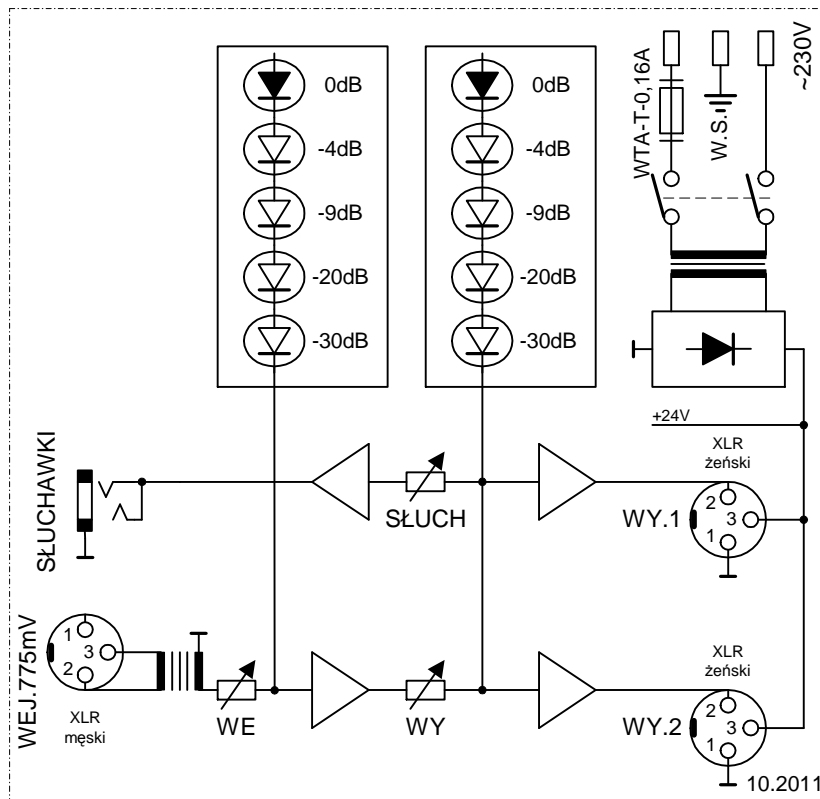 0dB
-4dB
-9dB
-20dB
-30dB
0dB
-4dB
-9dB
-20dB
-30dB
WTA-T-0,16A
W.S.
~230V
+24V
SŁUCHAWKI
SŁUCH
XLR
żeński
WY.1
2
3
1
WEJ.775mV
1
3
2
XLR
męski
WE
WY
XLR
żeński
WY.2
2
3
1
10.2011